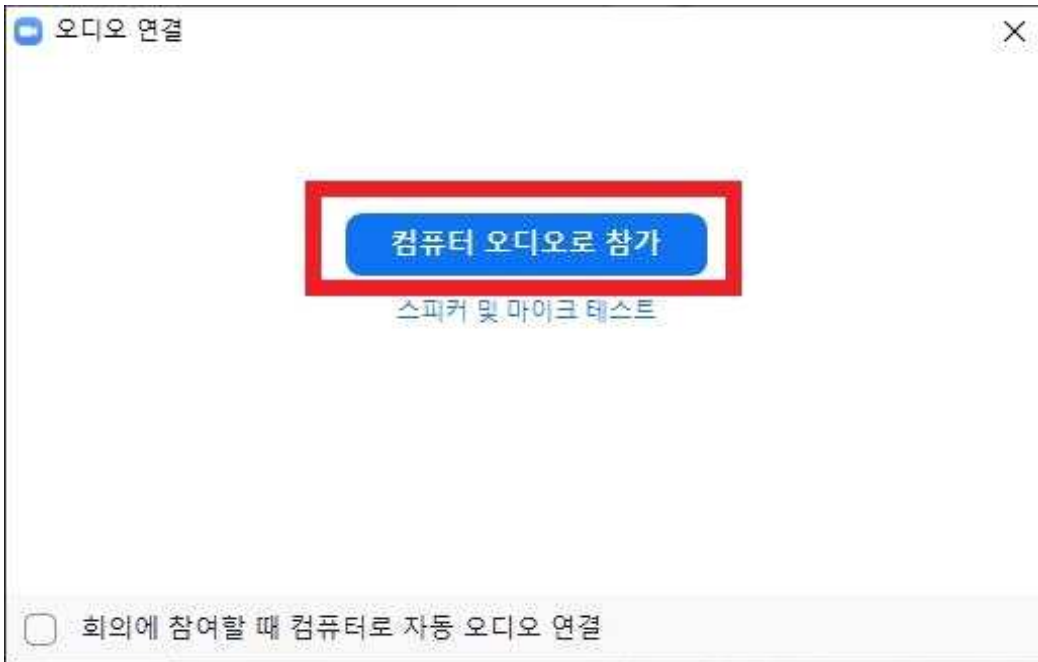 오디오 연결
컴퓨터 오디오로 참가
스피커 및 마이크 테스트
회의에 참여할 때 컴퓨터로 자동 오디오 연결